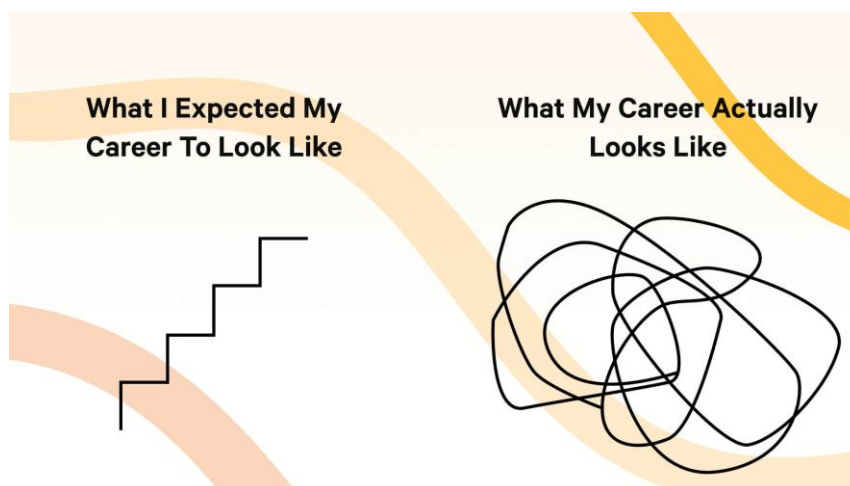 What I Expected My
Career To Look Like
What My Career Actually
Looks Like